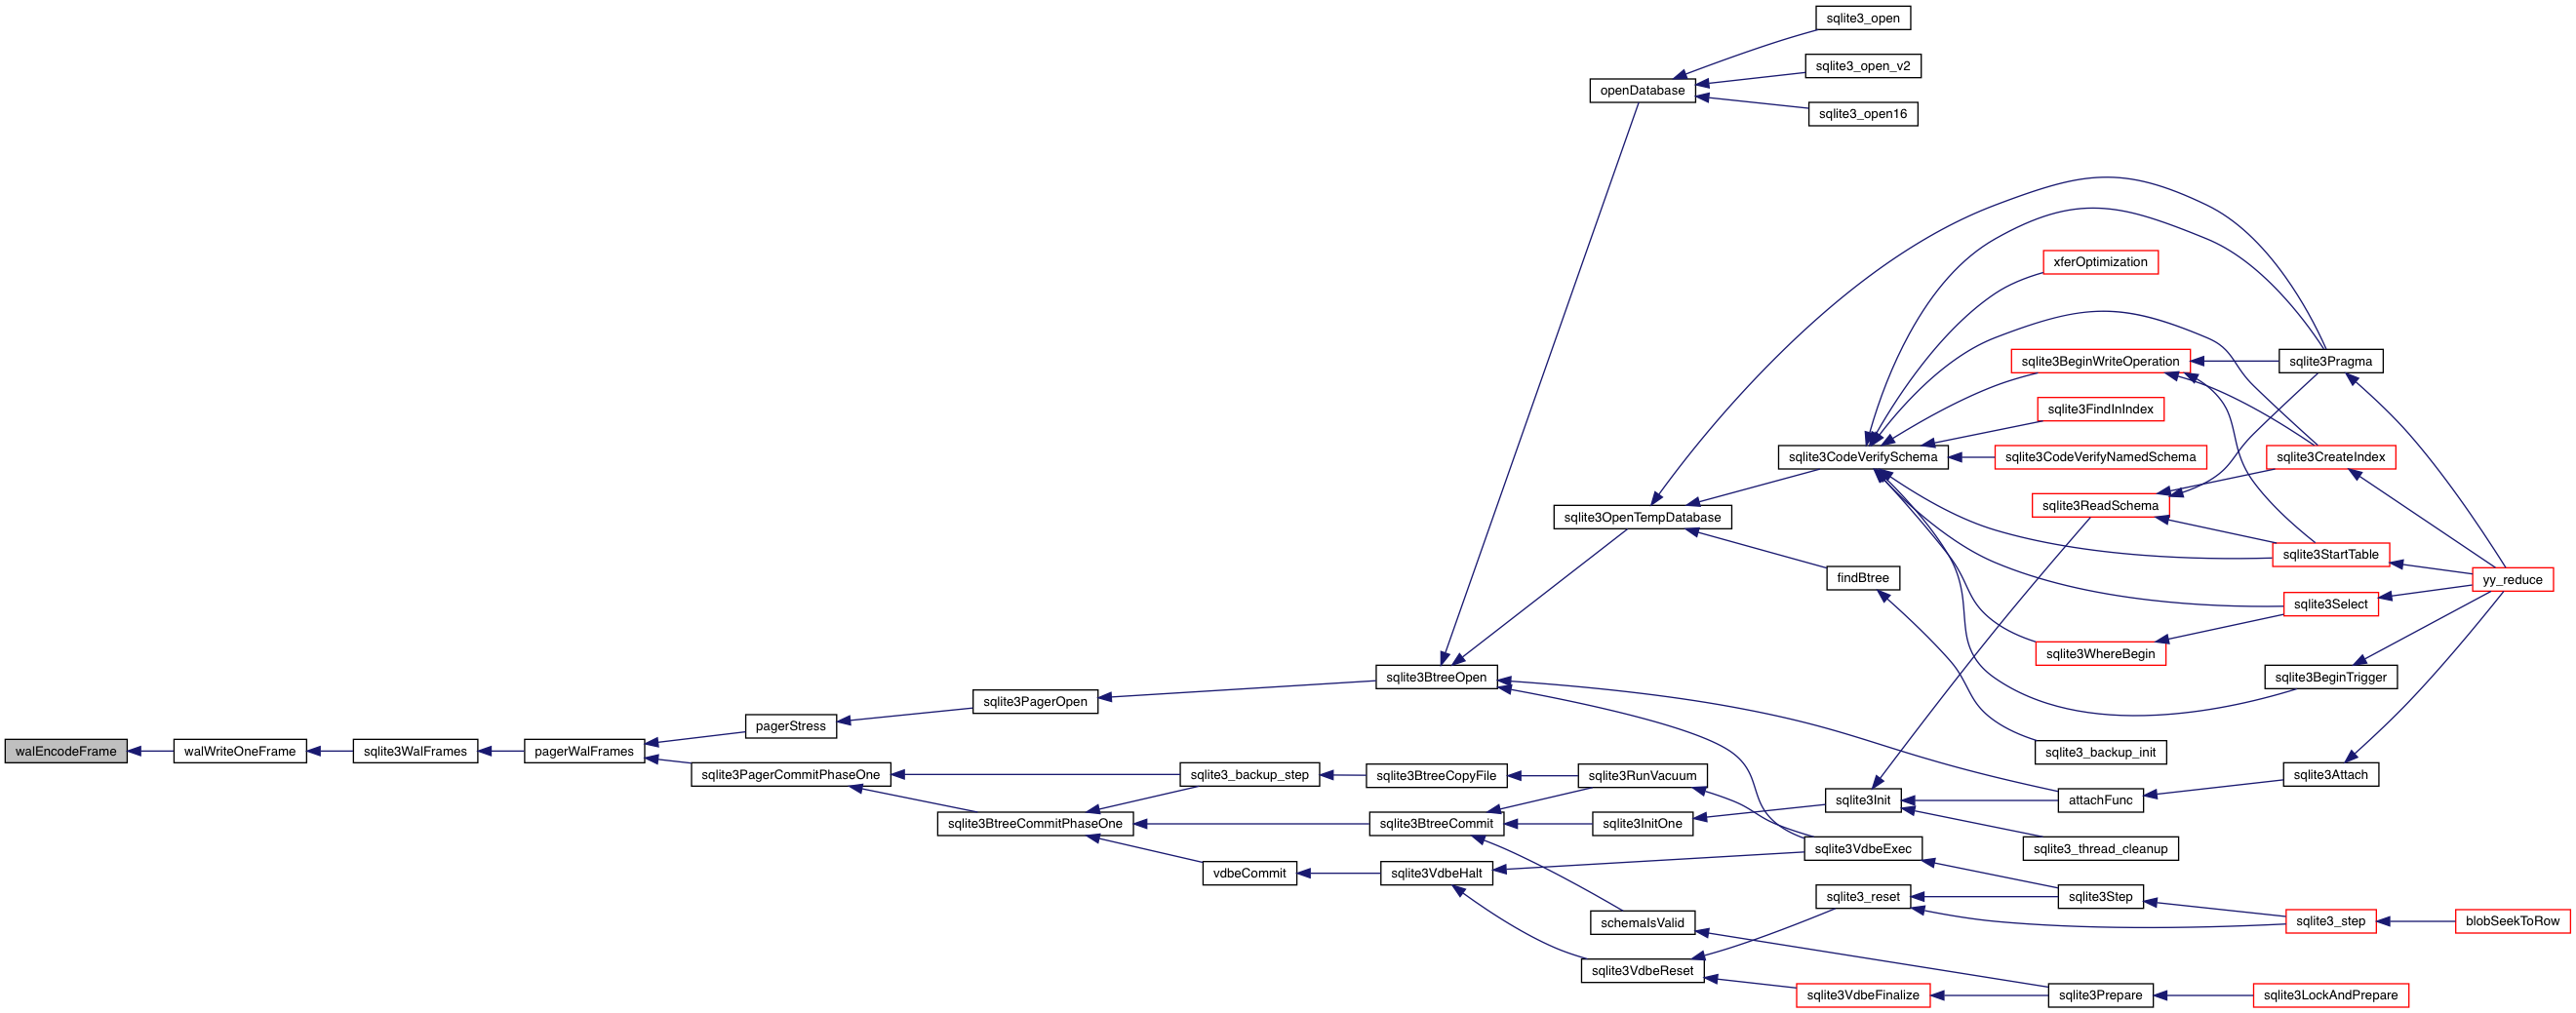 sqlite3_open
sqlite3_open_v2
openDatabase
sqlite3_open16
xferOptimization
sqlite3BeginWriteOperation
sqlite3Pragma
sqlite3FindInIndex
sqlite3CodeVerifySchema
sqlite3CodeVerifyNamedSchema
sqlite3CreateIndex
sqlite3ReadSchema
sqlite3OpenTempDatabase
sqlite3StartTable
findBtree
yy_reduce
sqlite3Select
sqlite3WhereBegin
sqlite3BtreeOpen
sqlite3BeginTrigger
sqlite3PagerOpen
pagerStress
walEncodeFrame
walWriteOneFrame
sqlite3WalFrames
pagerWalFrames
sqlite3_backup_init
sqlite3PagerCommitPhaseOne
sqlite3_backup_step
sqlite3BtreeCopyFile
sqlite3RunVacuum
sqlite3Attach
sqlite3Init
attachFunc
sqlite3BtreeCommitPhaseOne
sqlite3BtreeCommit
sqlite3InitOne
sqlite3VdbeExec
sqlite3_thread_cleanup
vdbeCommit
sqlite3VdbeHalt
sqlite3_reset
sqlite3Step
schemaIsValid
sqlite3_step
blobSeekToRow
sqlite3VdbeReset
sqlite3VdbeFinalize
sqlite3Prepare
sqlite3LockAndPrepare